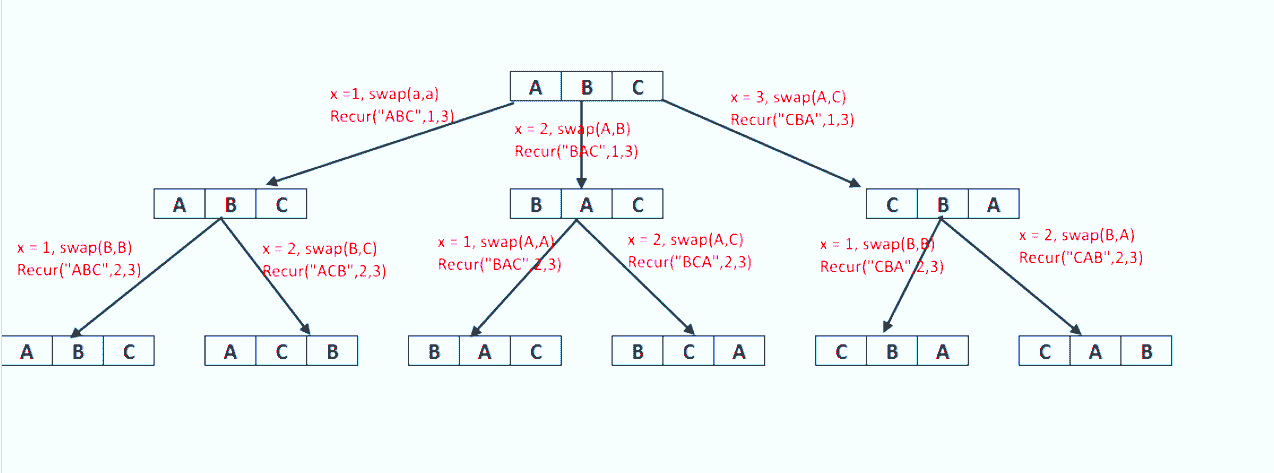 A B C
x =1, swap(a,a)
Recur("ABC",1,3)
x = 2, swap(A,B)
Recur("BAC",1,3)
x = 3, swap(A,C)
Recur("CBA",1,3)
A B C
B A C
C B A
x = 1, swap(B,B)
Recur("ABC",2,3)
x = 2, swap(B,C)
Recur("ACB",2,3)
x = 1, swap(A,A)
Recur("BAC",2,3)
x = 2, swap(A,C)
Recur("BCA",2,3)
x = 1, swap(B,B)
Recur("CBA",2,3)
x = 2, swap(B,A)
Recur("CAB",2,3)
A B C
A C B
B A C
B C A
C B A
C A B